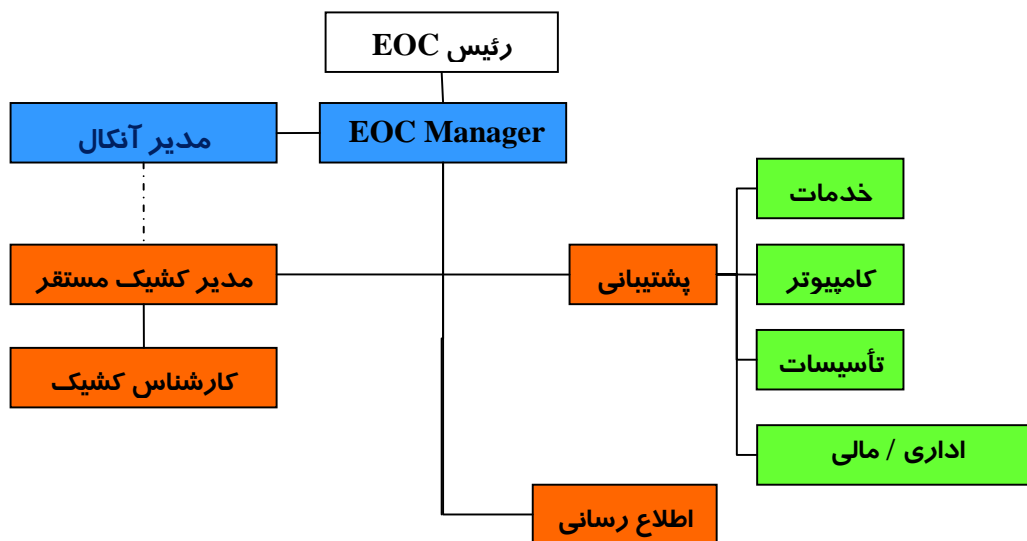 رئیس EOC
EOC Manager
مدیر آنکال
خدمات
مدیر کشیک مستقر
پشتیبانی
کامپیوتر
کارشناس کشیک
تأسیسات
اداری / مالی
اطلاع رسانی